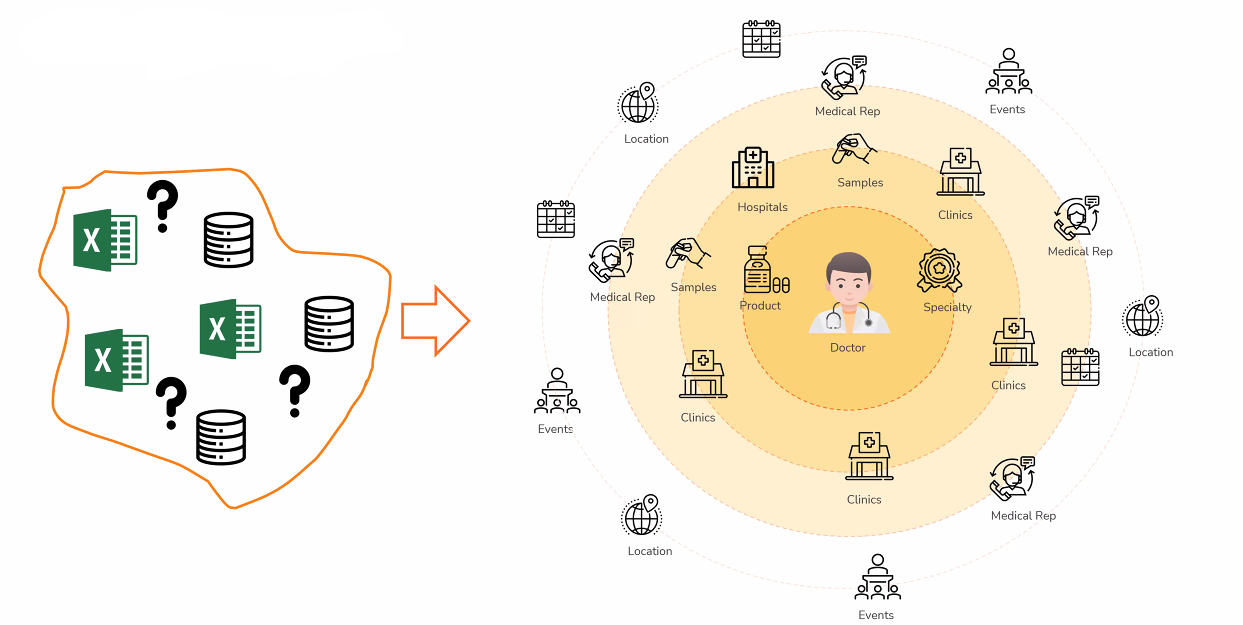 Medical Rep
Events
Location
Samples
Hospitals
Clinics
Medical Rep
Samples
Medical Rep
Product
Specialty
Doctor
Location
Clinics
Clinics
Events
Clinics
Medical Rep
Location
Events
X
X
X